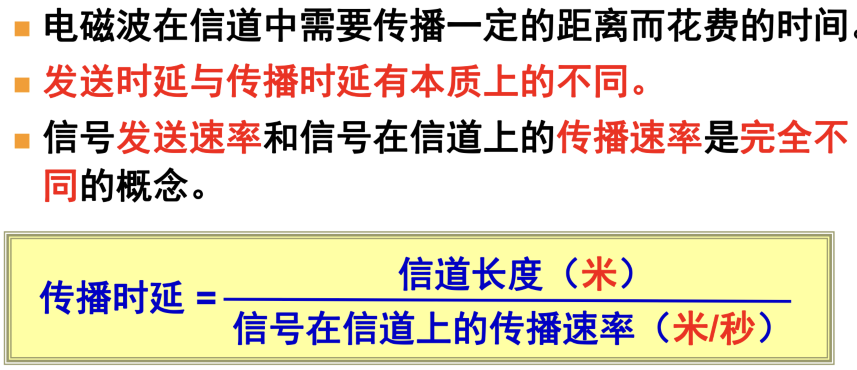 电磁波在信道中需要传播一定的距离而花费的时间。
发送时延与传播时延有本质上的不同。
信号发送速率和信号在信道上的传播速率是完全不
同的概念。
传播时延 =
信道长度（米）
信号在信道上的传播速率（米/秒）